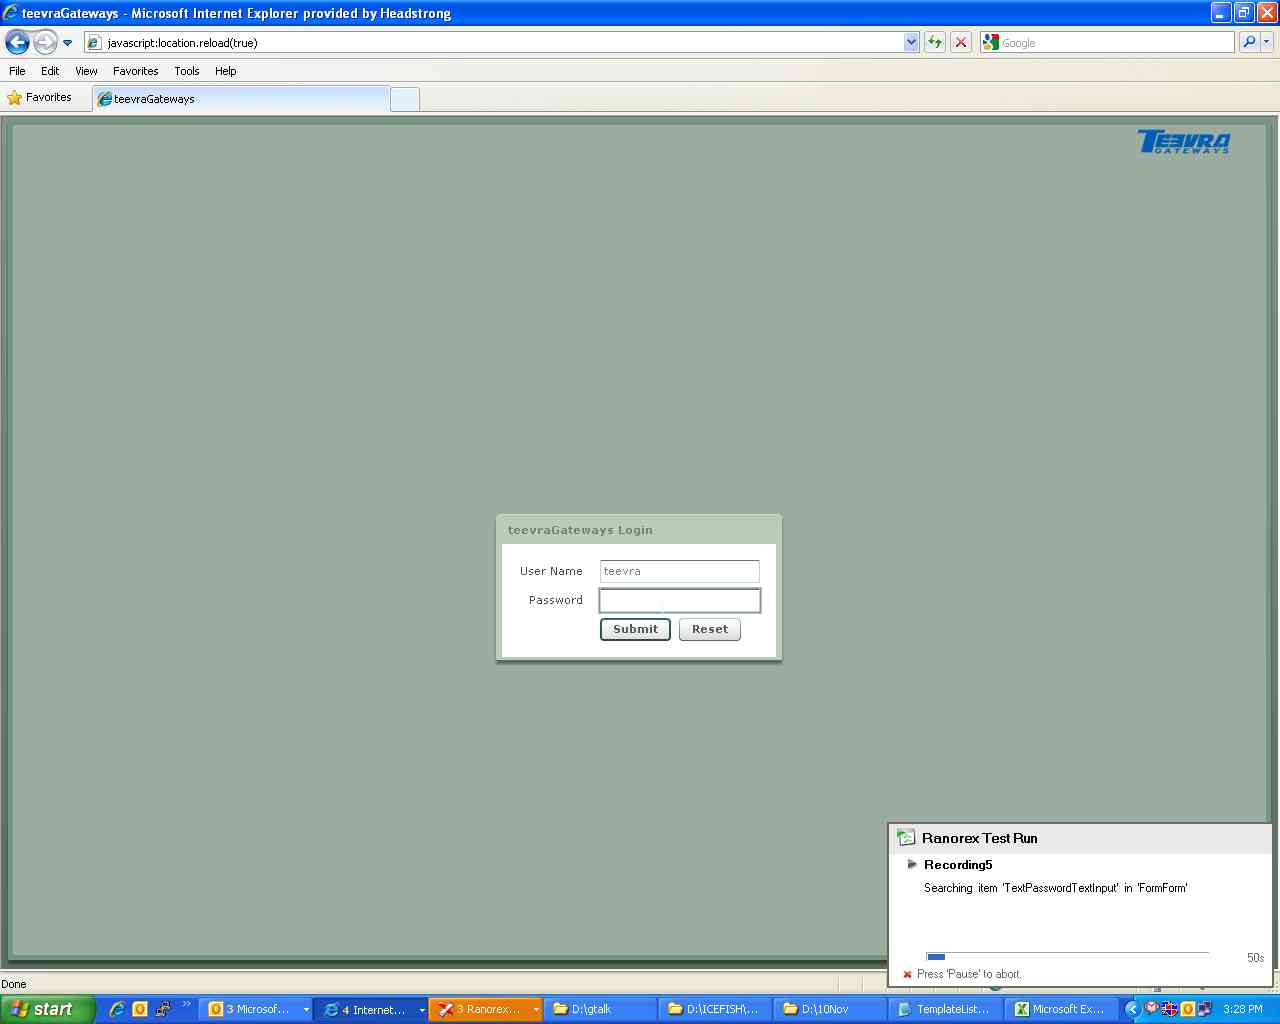 teevraGateways - Microsoft Internet Explorer provided by Headstrong
javascript:location.reload(true)
Google
File Edit View Favorites Tools Help
Favorites
teevraGateways
TEEVRA
GATEWAYS
teevraGateways Login
User Name
teevra
Password
Submit Reset
Ranorex Test Run
Recording5
Searching item 'TextPasswordTextInput' in 'FormForm'
50s
Press 'Pause' to abort.
Done
start
3 Microsof...
4 Internet...
3 Ranorex...
D:\gtalk
D:\ICEFISH\...
D:\10Nov
TemplateList...
Microsoft Ex...
3:28 PM